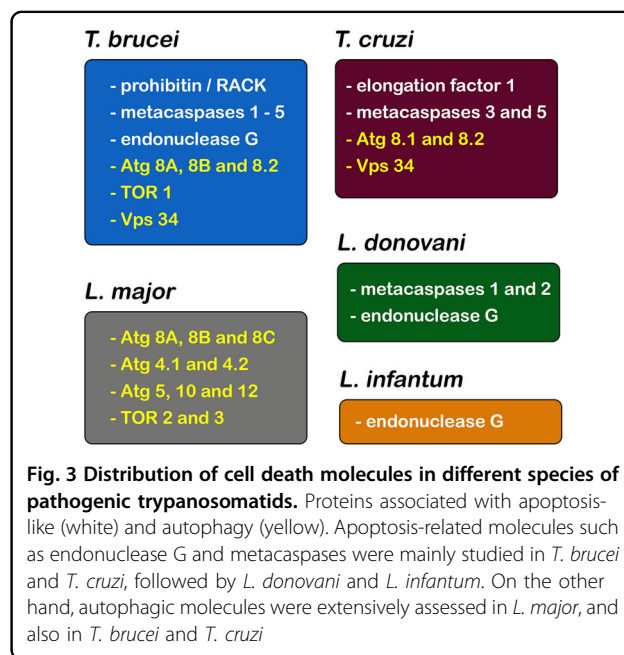 T. brucei
- prohibitin / RACK
- metacaspases 1 - 5
- endonuclease G
- Atg 8A, 8B and 8.2
- TOR 1
- Vps 34
T. cruzi
- elongation factor 1
- metacaspases 3 and 5
- Atg 8.1 and 8.2
- Vps 34
L. major
- Atg 8A, 8B and 8C
- Atg 4.1 and 4.2
- Atg 5, 10 and 12
- TOR 2 and 3
L. donovani
- metacaspases 1 and 2
- endonuclease G
L. infantum
- endonuclease G
Fig. 3 Distribution of cell death molecules in different species of
pathogenic trypanosomatids. Proteins associated with apoptosis-
like (white) and autophagy (yellow). Apoptosis-related molecules such
as endonuclease G and metacaspases were mainly studied in T. brucei
and T. cruzi, followed by L. donovani and L. infantum. On the other
hand, autophagic molecules were extensively assessed in L. major, and
also in T. brucei and T. cruzi